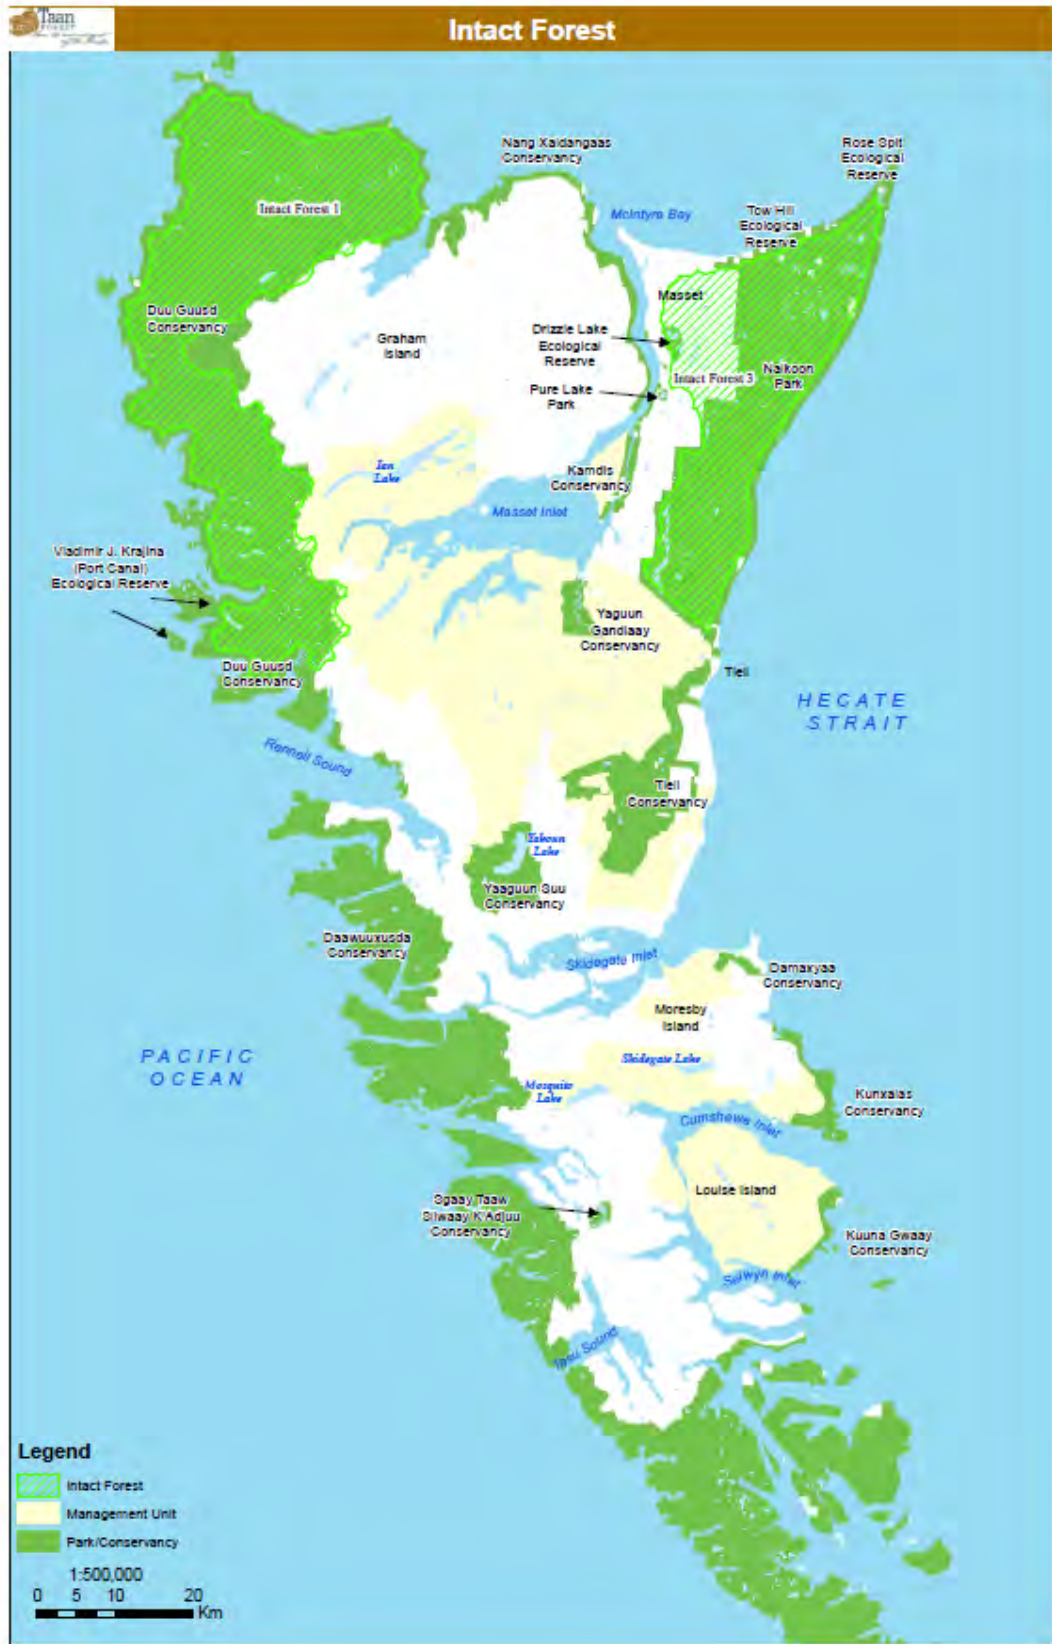 Taan
FOREST
Intact Forest
Nang Xaldangaas
Conservancy
Rose Spit
Ecological
Reserve
McIntyre Bay
Tow Hill
Ecological
Reserve
Intact Forest 1
Masset
Duu Guusd
Conservancy
Graham
Island
Drizzle Lake
Ecological
Reserve
Pure Lake
Park
Intact Forest 3
Naikoon
Park
Ian
Lake
Kamdis
Conservancy
Masset Inlet
Vladimir J. Krajina
(Port Canal)
Ecological Reserve
Yaguun
Gandlaay
Conservancy
Duu Guusd
Conservancy
Tlell
HECATE
STRAIT
Rennell Sound
Tlell
Conservancy
Yakoun
Lake
Yaaguun Suu
Conservancy
Daawuuxusda
Conservancy
Skidegate Inlet
Damaxyaa
Conservancy
Moresby
Island
PACIFIC
OCEAN
Skidegate Lake
Mosquito
Lake
Kunxalas
Conservancy
Cumshewa Inlet
Louise Island
Sgaay Taaw
Siiwaay K'Adjuu
Conservancy
Kuuna Gwaay
Conservancy
Selwyn Inlet
Tasu Sound
Legend
Intact Forest
Management Unit
Park/Conservancy
1:500,000
0 5 10 20
Km